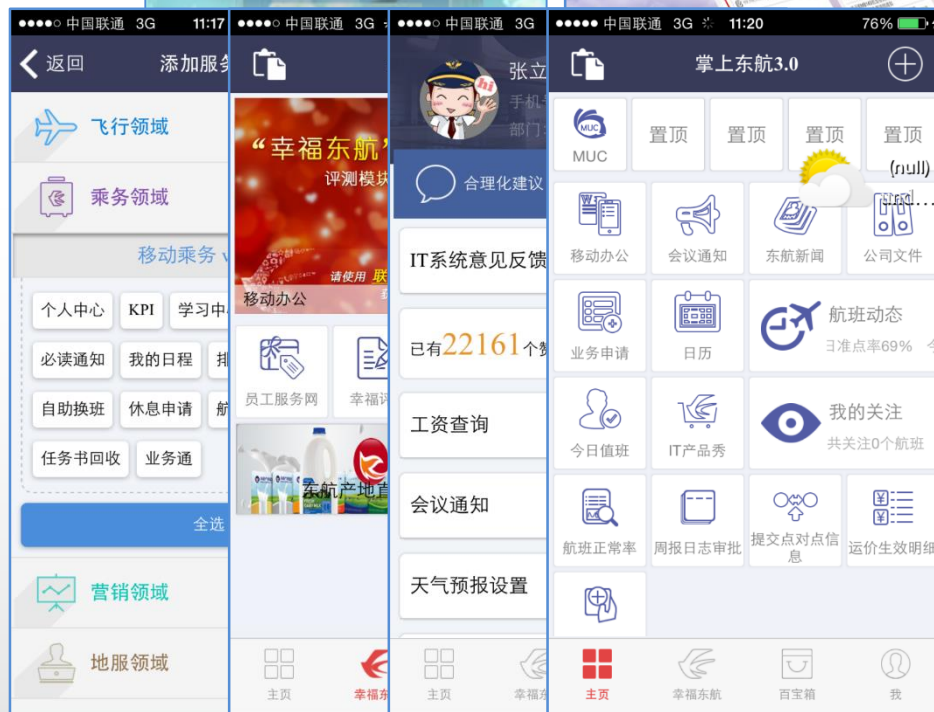 中国联通 3G 11:17
返回 添加服务
飞行领域
乘务领域
移动乘务
个人中心 KPI 学习中
必读通知 我的日程
自助换班 休息申请 航
任务书回收 业务通
全选
营销领域
地服领域
中国联通 3G
“幸福东航”
评测模块
请使用 联
移动办公
员工服务网 幸福评
东航产地直
主页 幸福东
中国联通 3G
张立
手机
部门:
hi
合理化建议
IT系统意见反馈
已有22161个赞
工资查询
会议通知
天气预报设置
主页 幸福东
中国联通 3G 11:20 76%
掌上东航3.0
MUC
MUC 置顶 置顶 置顶 置顶
(null)
und...
移动办公 会议通知 东航新闻 公司文件
业务申请 日历
航班动态
日准点率69% 今
今日值班 IT产品秀
我的关注
共关注0个航班
航班正常率 周报日志审批 提交点对点信息 运价生效明细
主页 幸福东航 百宝箱 我